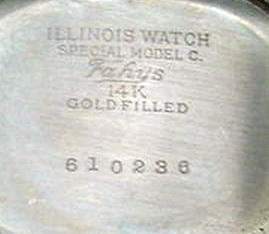 ILLINOIS WATCH
SPECIAL MODEL C.
Fahys
14K
GOLD FILLED
610236